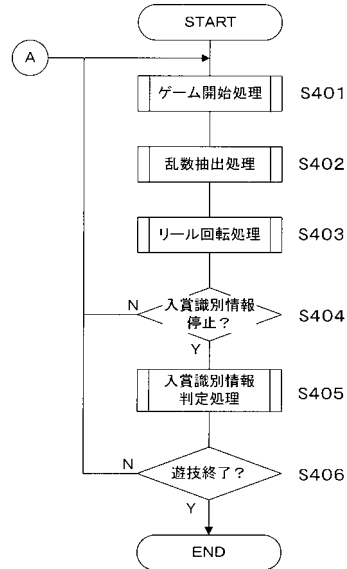 START
A
ゲーム開始処理 S401
乱数抽出処理 S402
リール回転処理 S403
N
入賞識別情報
停止？
S404
Y
入賞識別情報
判定処理
S405
N
遊技終了？ S406
Y
END